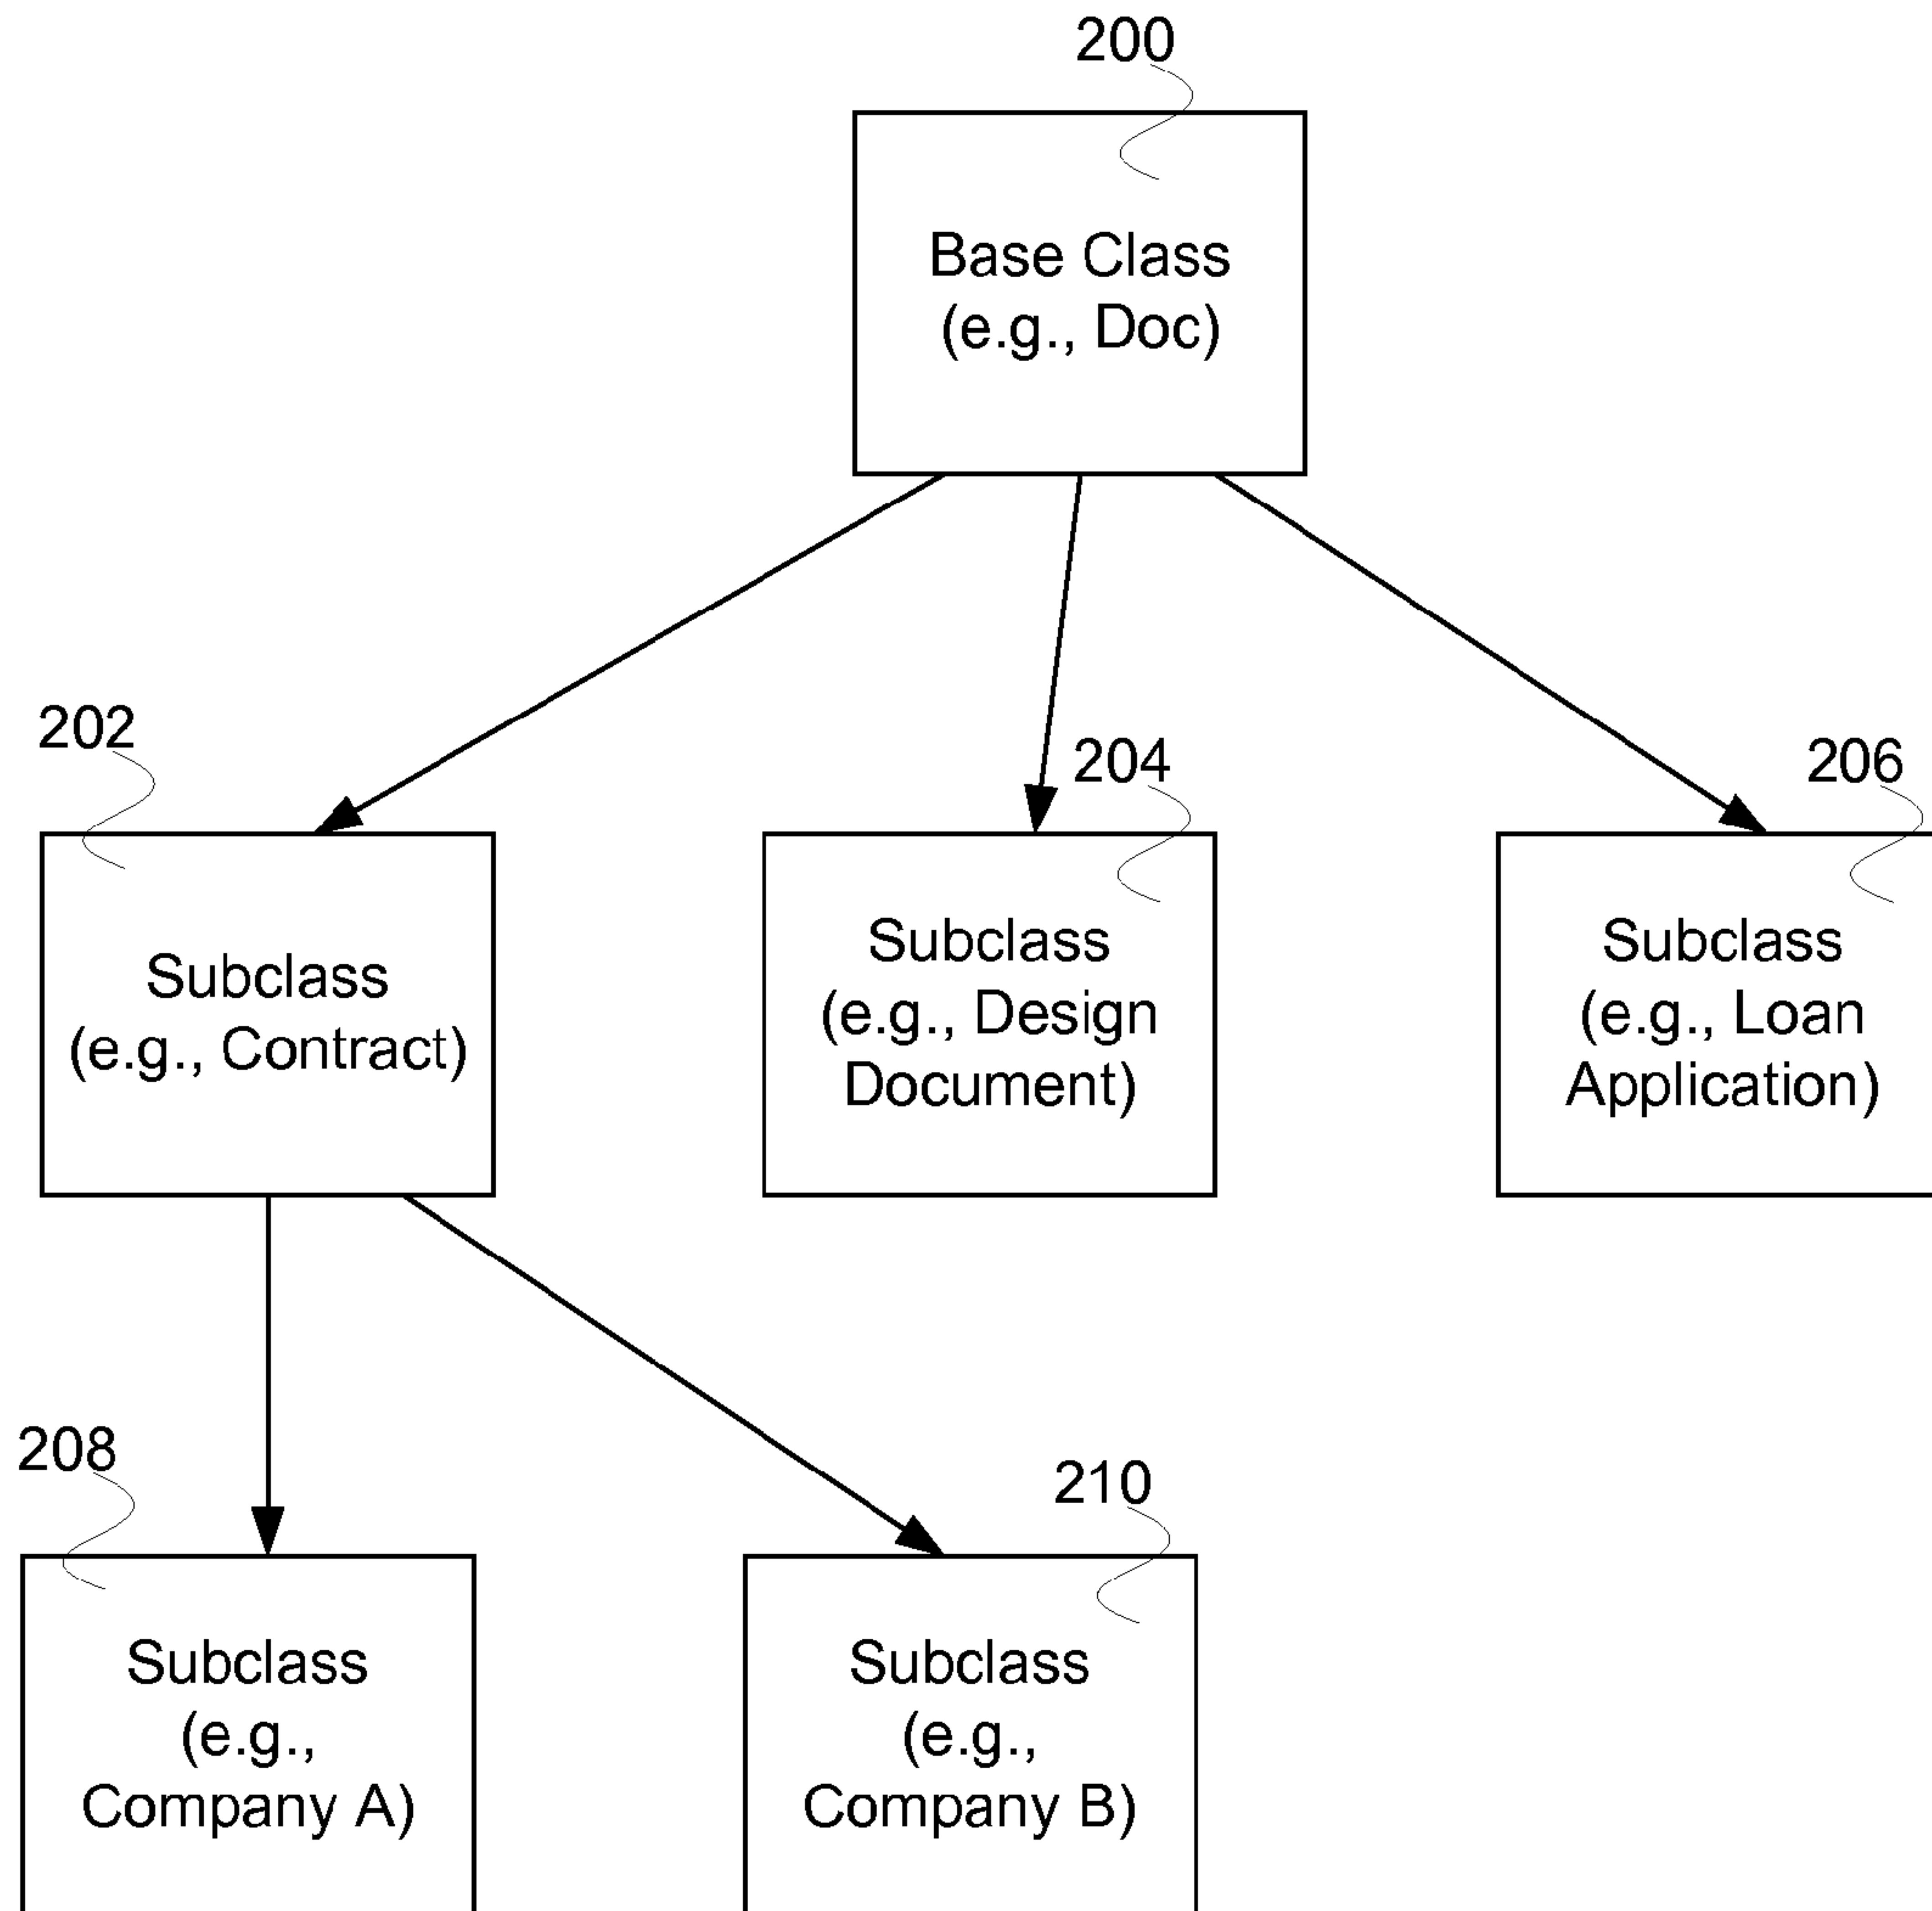 200
Base Class
(e.g., Doc)
202
204
206
Subclass
(e.g., Contract)
Subclass
(e.g., Design
Document)
Subclass
(e.g., Loan
Application)
208
210
Subclass
(e.g.,
Company A)
Subclass
(e.g.,
Company B)